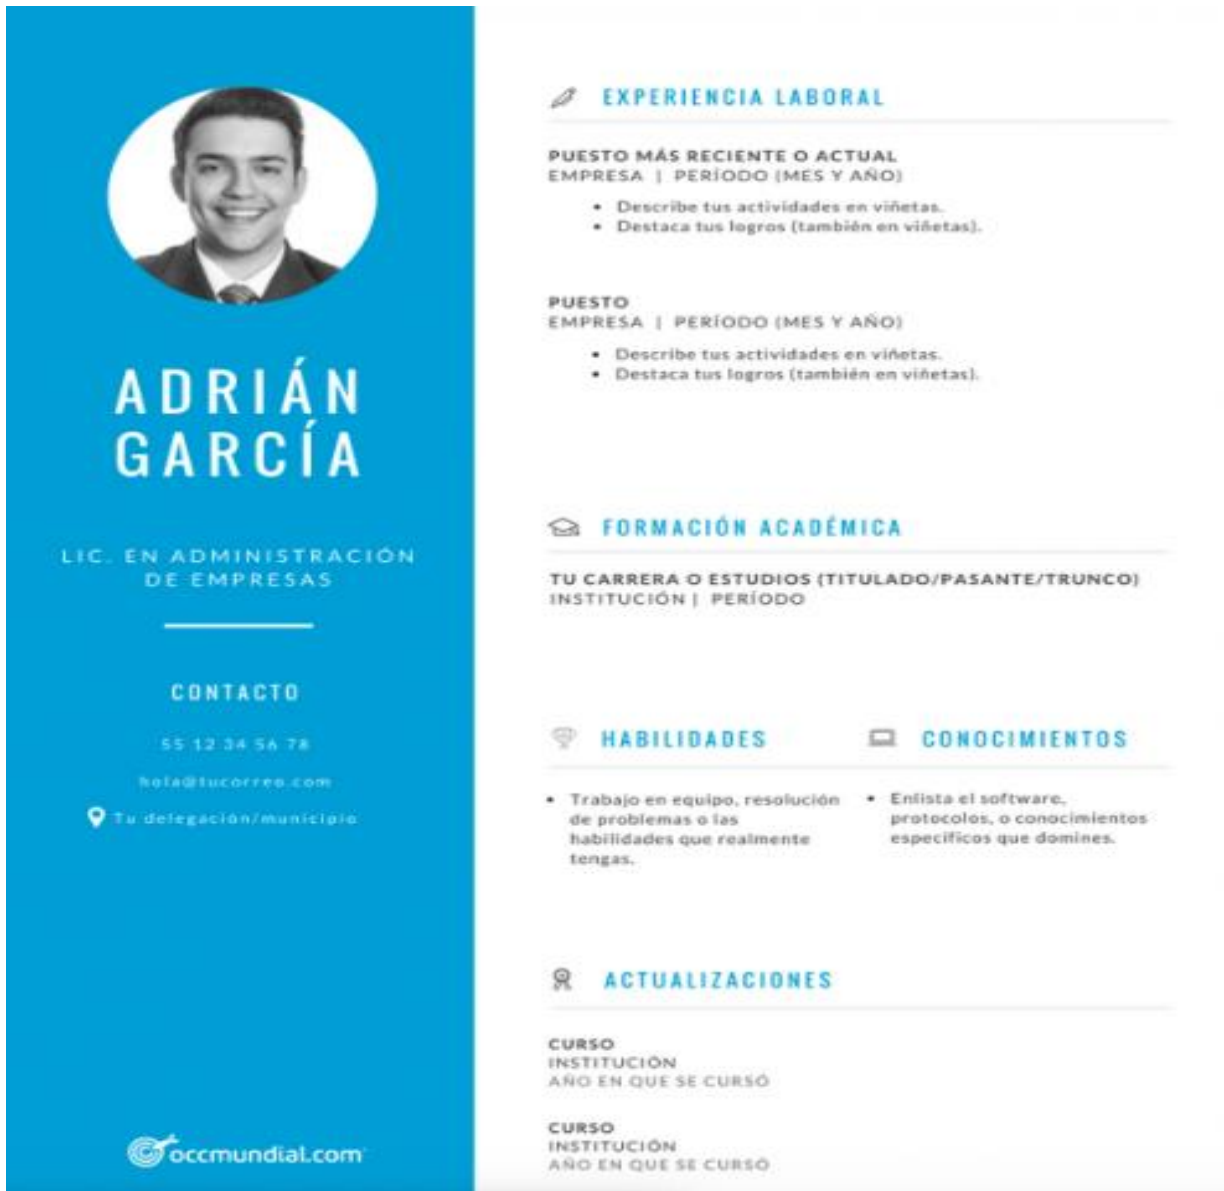 ADRIÁN
GARCÍA
LIC. EN ADMINISTRACIÓN
DE EMPRESAS
CONTACTO
55 12 34 56 78
hola@tucorreo.com
Tu delegación/municipio
occmundial.com
EXPERIENCIA LABORAL
PUESTO MÁS RECIENTE O ACTUAL
EMPRESA | PERÍODO (MES Y AÑO)
• Describe tus actividades en viñetas.
• Destaca tus logros (también en viñetas).
PUESTO
EMPRESA | PERÍODO (MES Y AÑO)
• Describe tus actividades en viñetas.
• Destaca tus logros (también en viñetas).
FORMACIÓN ACADÉMICA
TU CARRERA O ESTUDIOS (TITULADO/PASANTE/TRUNCO)
INSTITUCIÓN | PERÍODO
HABILIDADES
• Trabajo en equipo, resolución
de problemas o las
habilidades que realmente
tengas.
CONOCIMIENTOS
• Enlista el software,
protocolos, o conocimientos
específicos que domines.
ACTUALIZACIONES
CURSO
INSTITUCIÓN
AÑO EN QUE SE CURSÓ
CURSO
INSTITUCIÓN
AÑO EN QUE SE CURSÓ